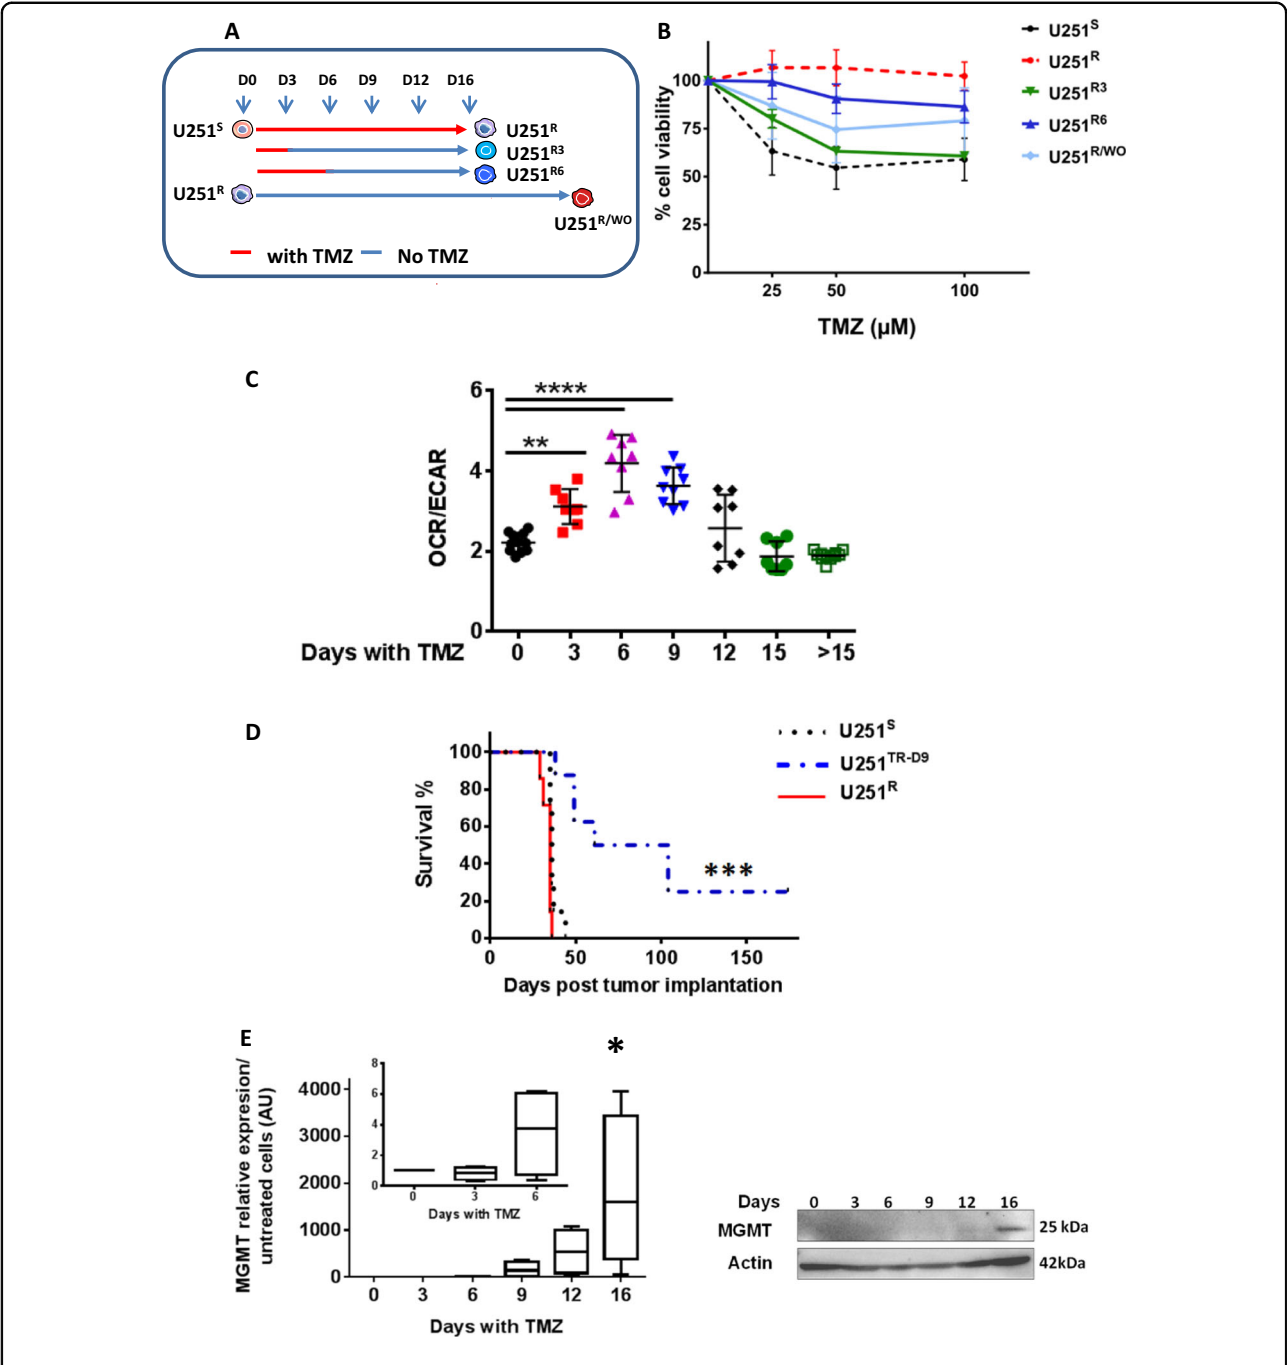 A
D0 D3 D6 D9 D12 D16
U251S U251R
U251R3
U251R6
U251R
U251R/WO
with TMZ No TMZ
B
% cell viability
100
75
50
25
0
25 50 100
TMZ (µM)
U251S
U251R
U251R3
U251R6
U251R/WO
C
OCR/ECAR
6
4
2
0
****
**
Days with TMZ 0 3 6 9 12 15 >15
D
Survival %
100
80
60
40
20
0
0 50 100 150
Days post tumor implantation
***
U251S
U251TR-D9
U251R
E
MGMT relative expresion/
untreated cells (AU)
4000
3000
2000
1000
0
0 3 6 9 12 16
Days with TMZ
*
8
6
4
2
0
0 3 6
Days with TMZ
Days 0 3 6 9 12 16
MGMT 25 kDa
Actin 42kDa